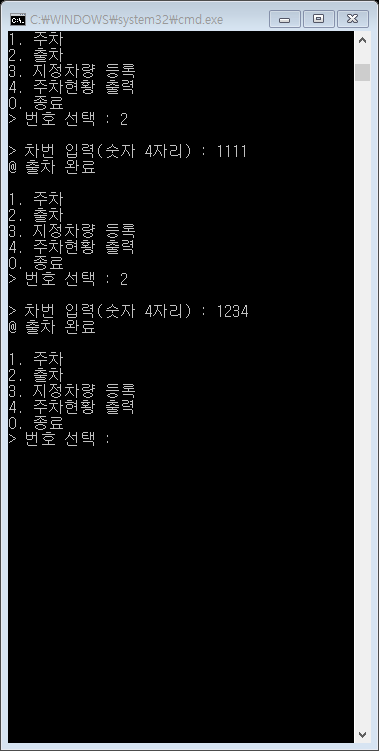 C:₩WINDOWS₩system32₩cmd.exe
1. 주차
2. 출차
3. 지정차량 등록
4. 주차현황 출력
0. 종료
> 번호 선택 : 2
> 차번 입력(숫자 4자리) : 1111
@ 출차 완료
1. 주차
2. 출차
3. 지정차량 등록
4. 주차현황 출력
0. 종료
> 번호 선택 : 2
> 차번 입력(숫자 4자리) : 1234
@ 출차 완료
1. 주차
2. 출차
3. 지정차량 등록
4. 주차현황 출력
0. 종료
> 번호 선택 :